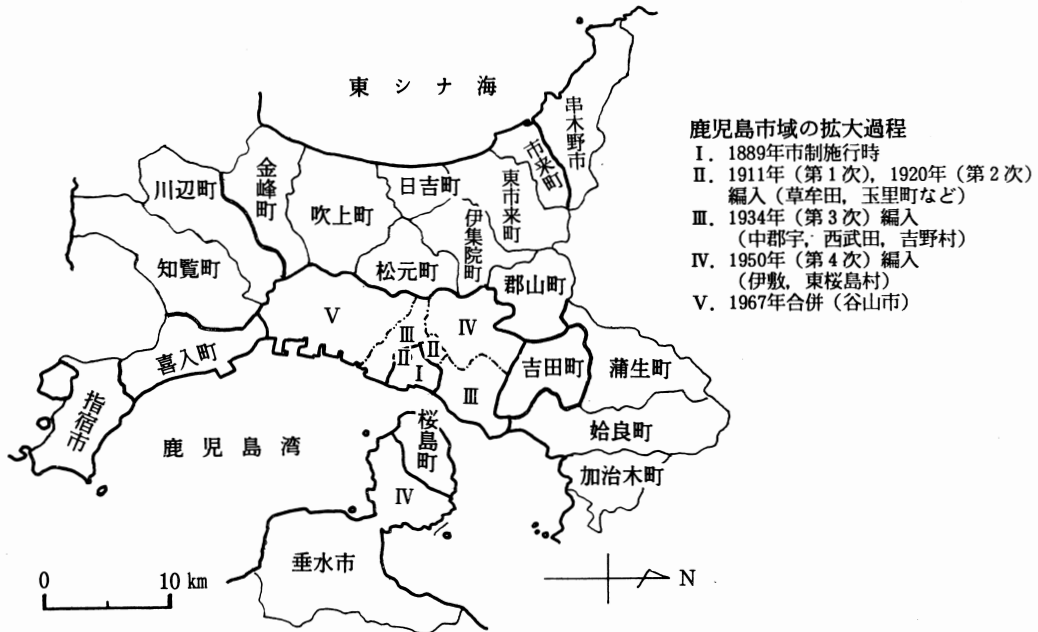 東シナ海
串木野市
市来町
東市来町
日吉町
伊集院町
金峰町
川辺町
吹上町
松元町
知覧町
郡山町
V
III
II
II
IV
I
III
喜入町
吉田町
蒲生町
指宿市
姶良町
鹿児島湾
桜島町
加治木町
IV
垂水市
0 10 km
N
鹿児島市域の拡大過程
I. 1889年市制施行時
II. 1911年(第1次), 1920年(第2次)
編入(草牟田, 玉里町など)
III. 1934年(第3次)編入
(中郡宇, 西武田, 吉野村)
IV. 1950年(第4次)編入
(伊敷, 東桜島村)
V. 1967年合併(谷山市)